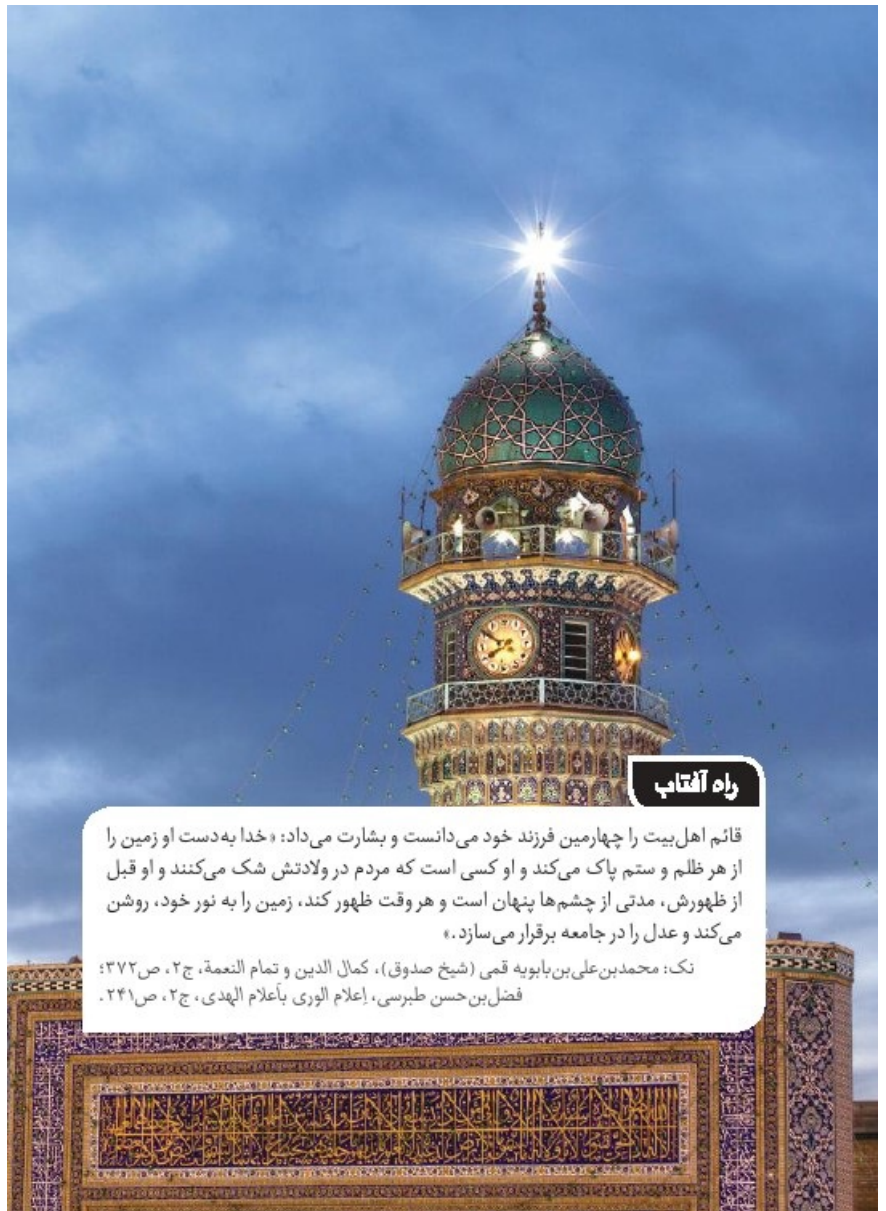 راه آفتاب
قائم اهل‌بیت را چهارمین فرزند خود می‌دانست و بشارت می‌داد: «خدا به‌دست او زمین را
از هر ظلم و ستم پاک می‌کند و او کسی است که مردم در ولادتش شک می‌کنند و او قبل
از ظهورش، مدتی از چشم‌ها پنهان است و هر وقت ظهور کند، زمین را به نور خود، روشن
می‌کند و عدل را در جامعه برقرار می‌سازد.»
نک: محمدبن‌علی‌بن‌بابویه قمی (شیخ صدوق)، کمال الدین و تمام النعمة، ج۲، ص۳۷۲؛
فضل‌بن‌حسن طبرسی، إعلام الوری بأعلام الهدی، ج۲، ص۲۴۱.